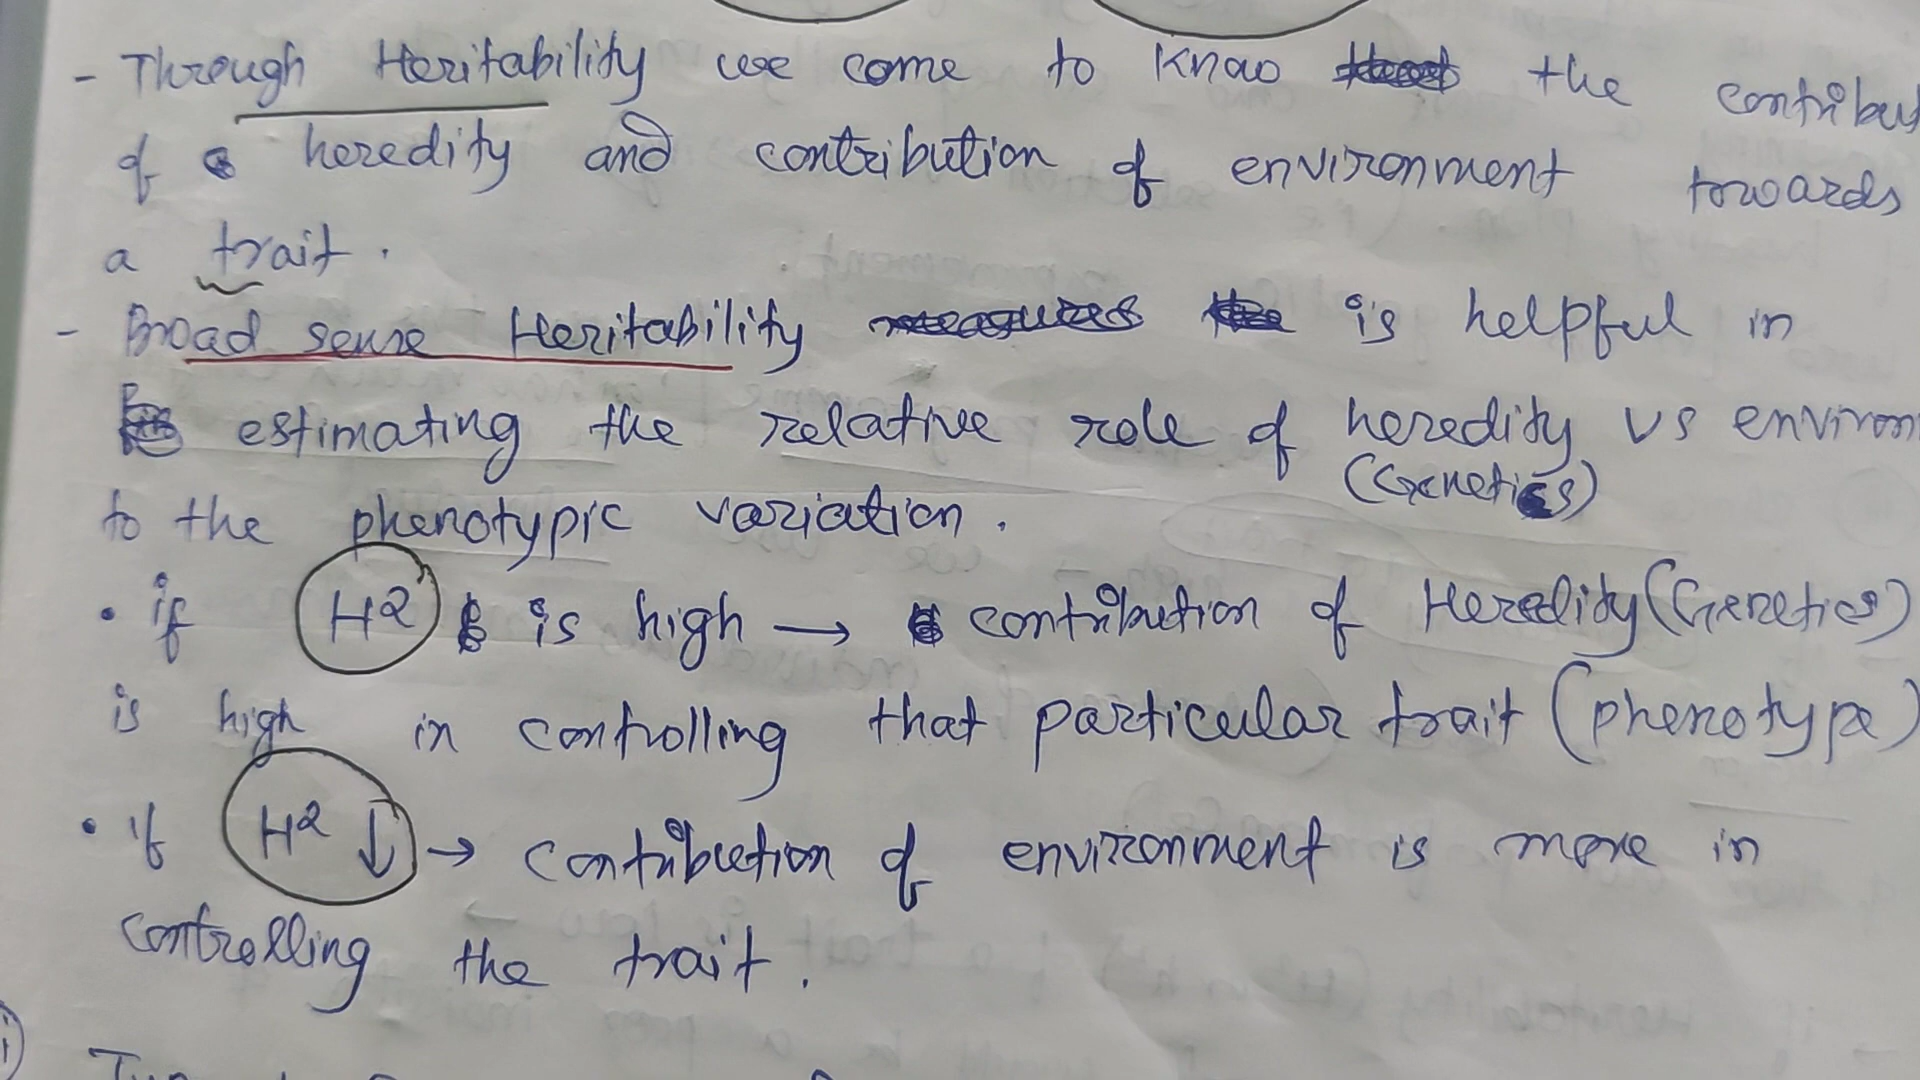 - Through Heritability we come to know the contribut
of heredity and contribution of environment towards
a trait.
- Broad sense Heritability is helpful in
estimating the relative role of heredity vs environ
(Genetics)
to the phenotypic variation.
• if H2 is high → contribution of Heredity (Genetics)
is high in controlling that particular trait (phenotype)
• if H2 ↓ → contribution of environment is more in
controlling the trait.